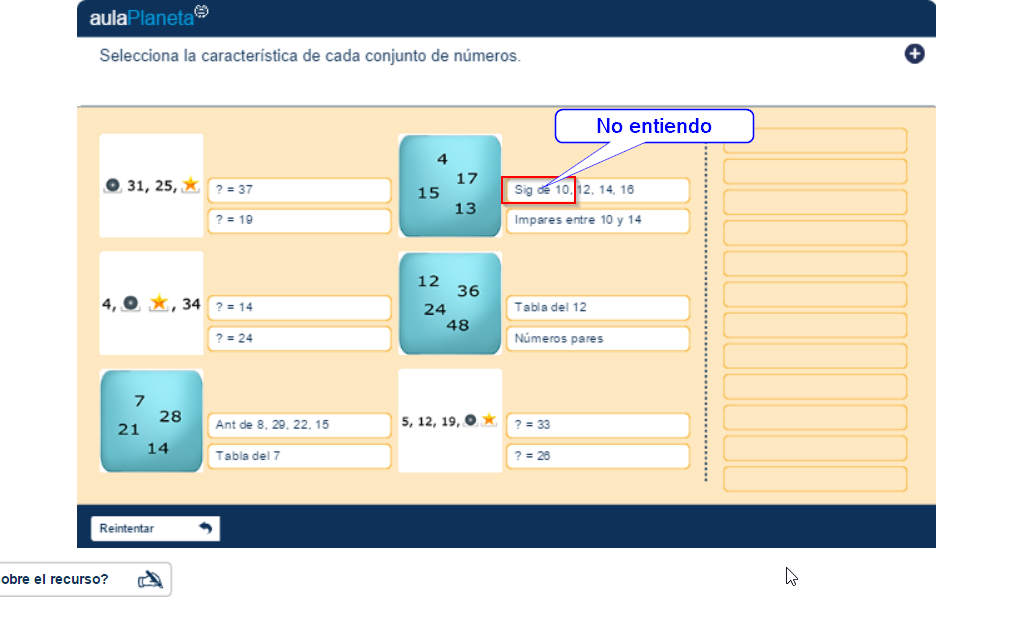 aulaPlaneta
Selecciona la característica de cada conjunto de números.
No entiendo
31, 25,
? = 37
? = 19
4
17
15
13
Sig de 10, 12, 14, 16
Impares entre 10 y 14
4, , 34
? = 14
? = 24
12
36
24
48
Tabla del 12
Números pares
7
28
21
14
Ant de 8, 29, 22, 15
Tabla del 7
5, 12, 19,
? = 33
? = 26
Reintentar
obre el recurso?